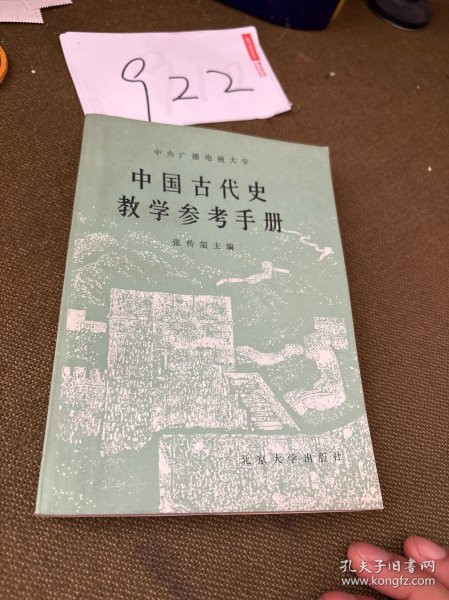 922
中央广播电视大学
中国古代史
教学参考手册
张传玺主编
北京大学出版社
孔夫子旧书网
www.kongfz.com